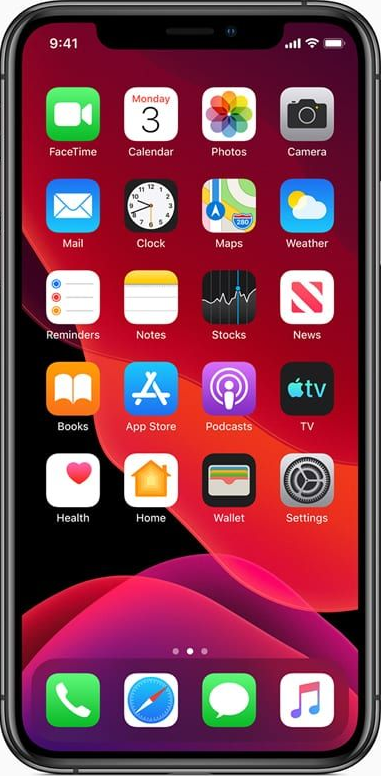 9:41
Monday
3
FaceTime
Calendar
Photos
Camera
280
Mail
Clock
Maps
Weather
Reminders
Notes
Stocks
News
tv
Books
App Store
Podcasts
TV
Health
Home
Wallet
Settings